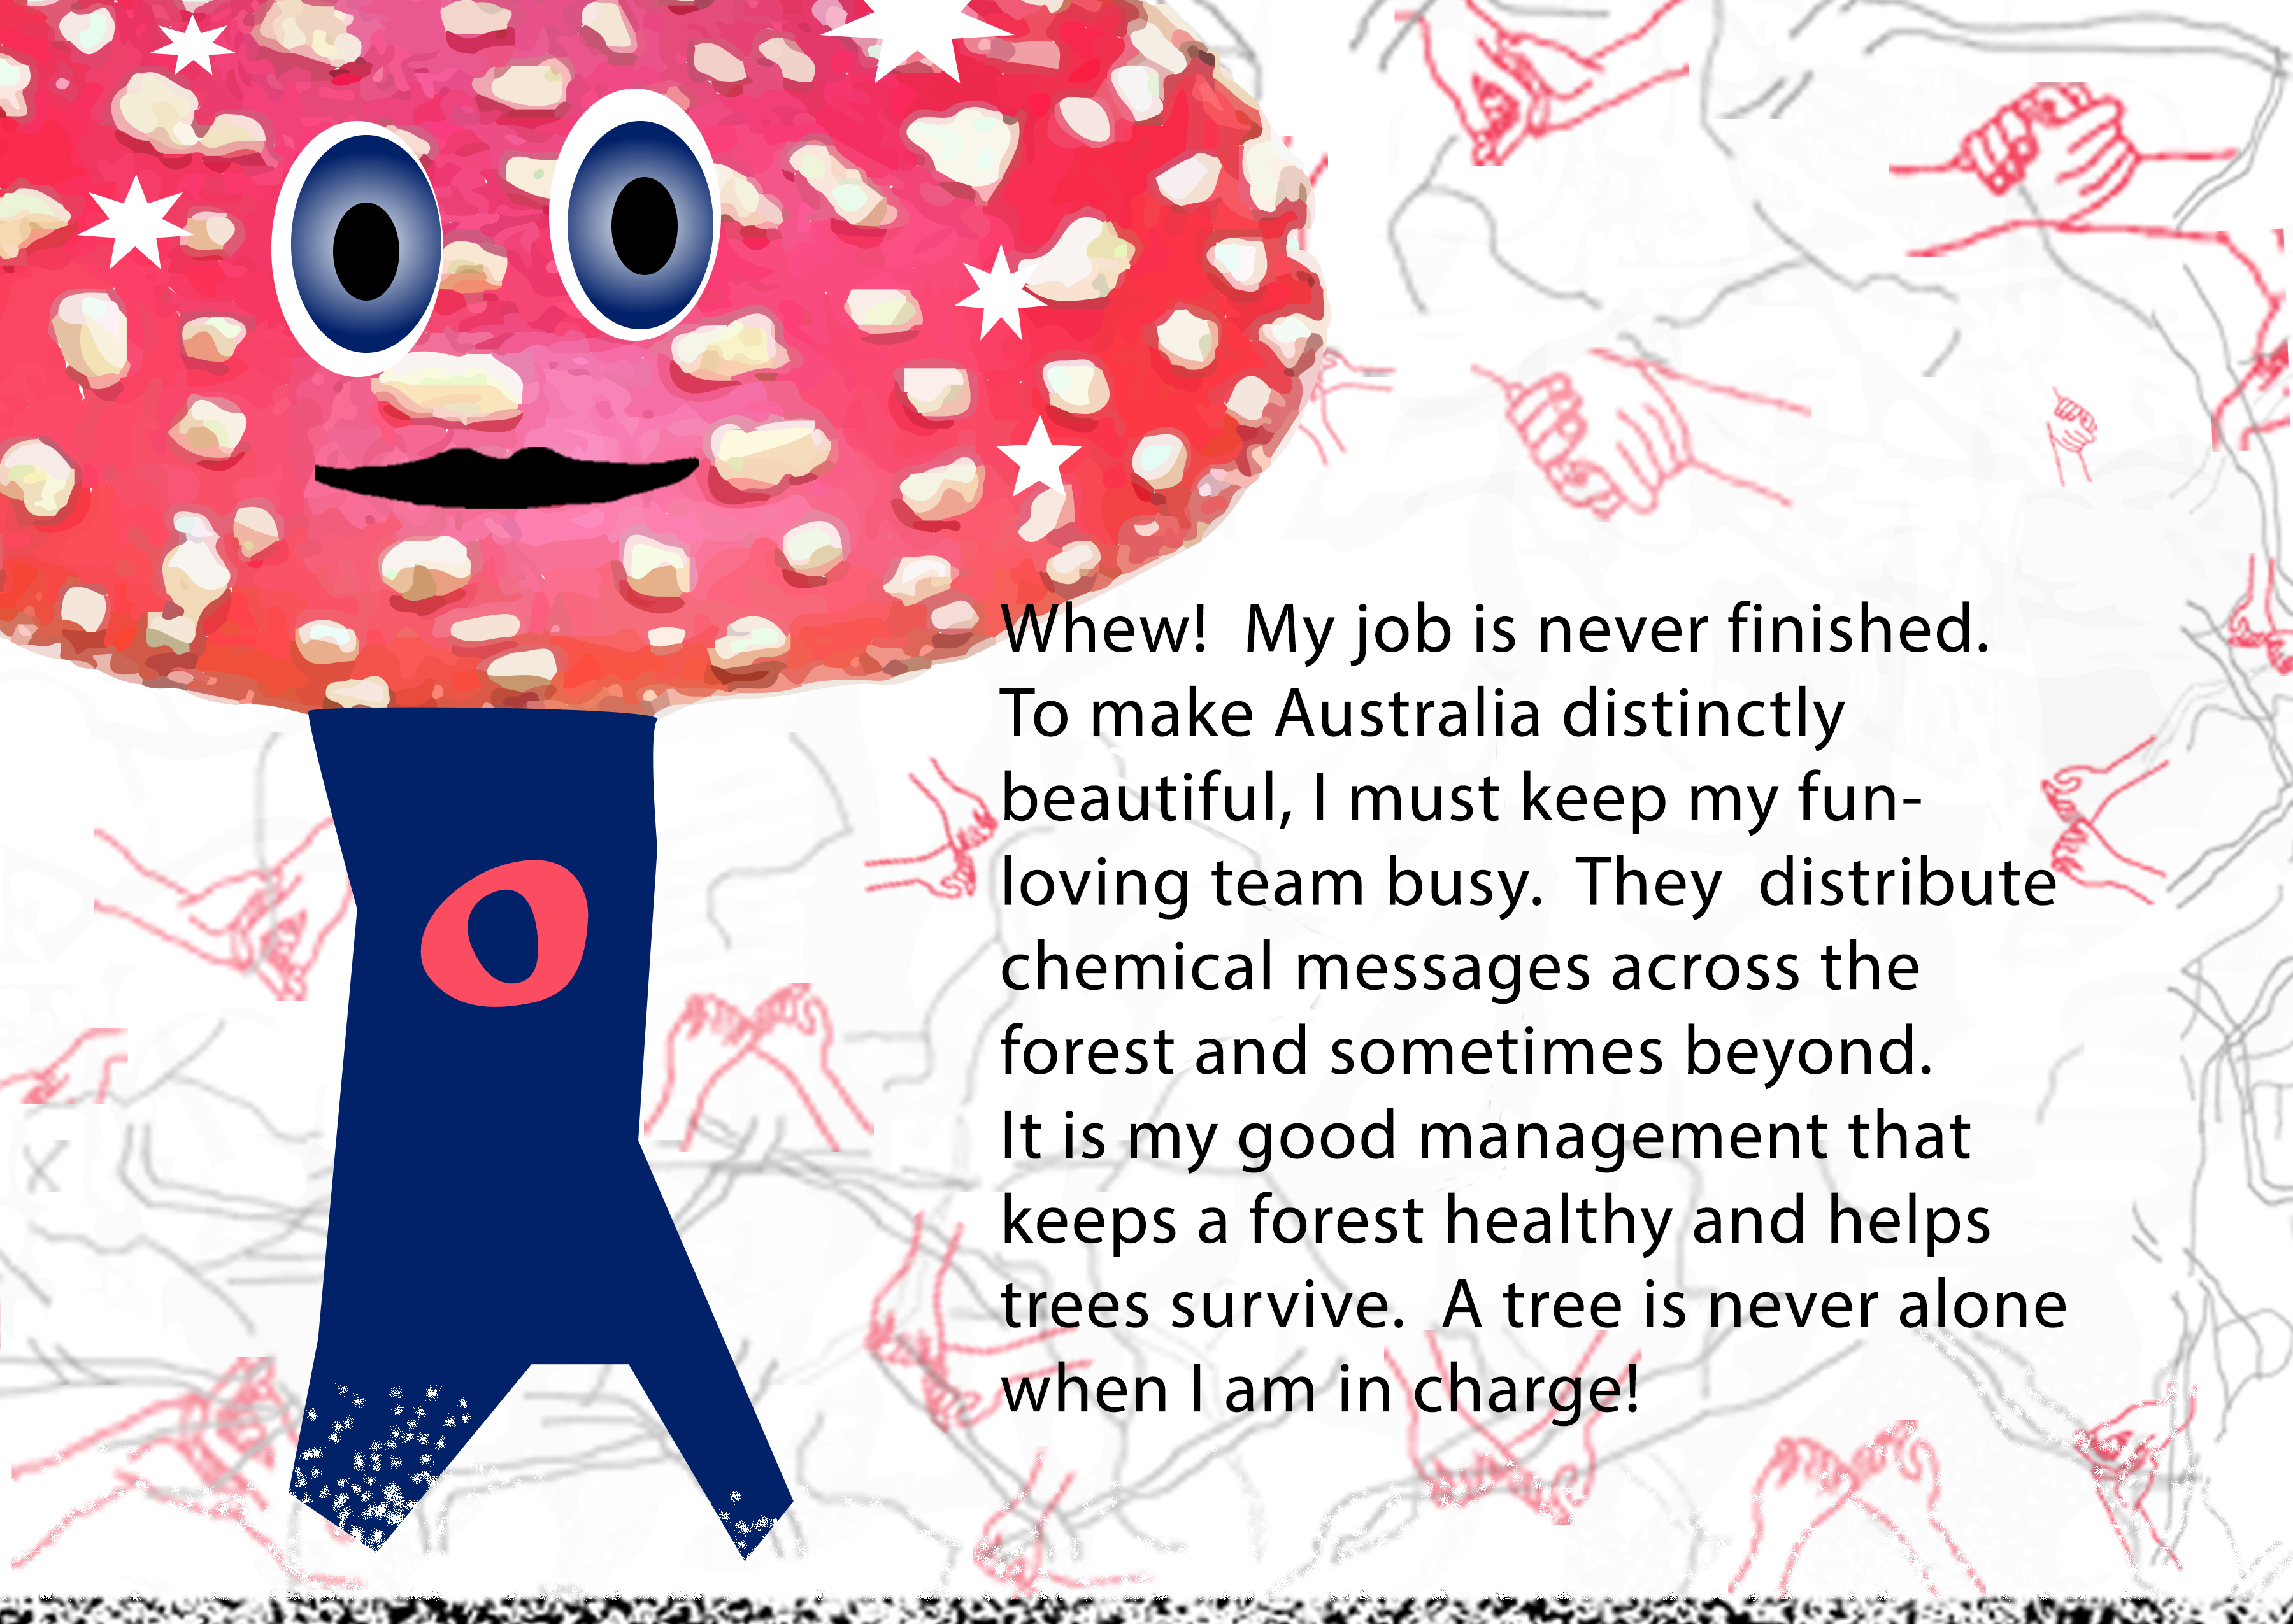 Whew!  My job is never finished.
To make Australia distinctly
beautiful, I must keep my fun-
loving team busy.  They  distribute
chemical messages across the
forest and sometimes beyond.
It is my good management that
keeps a forest healthy and helps
trees survive.  A tree is never alone
when I am in charge!